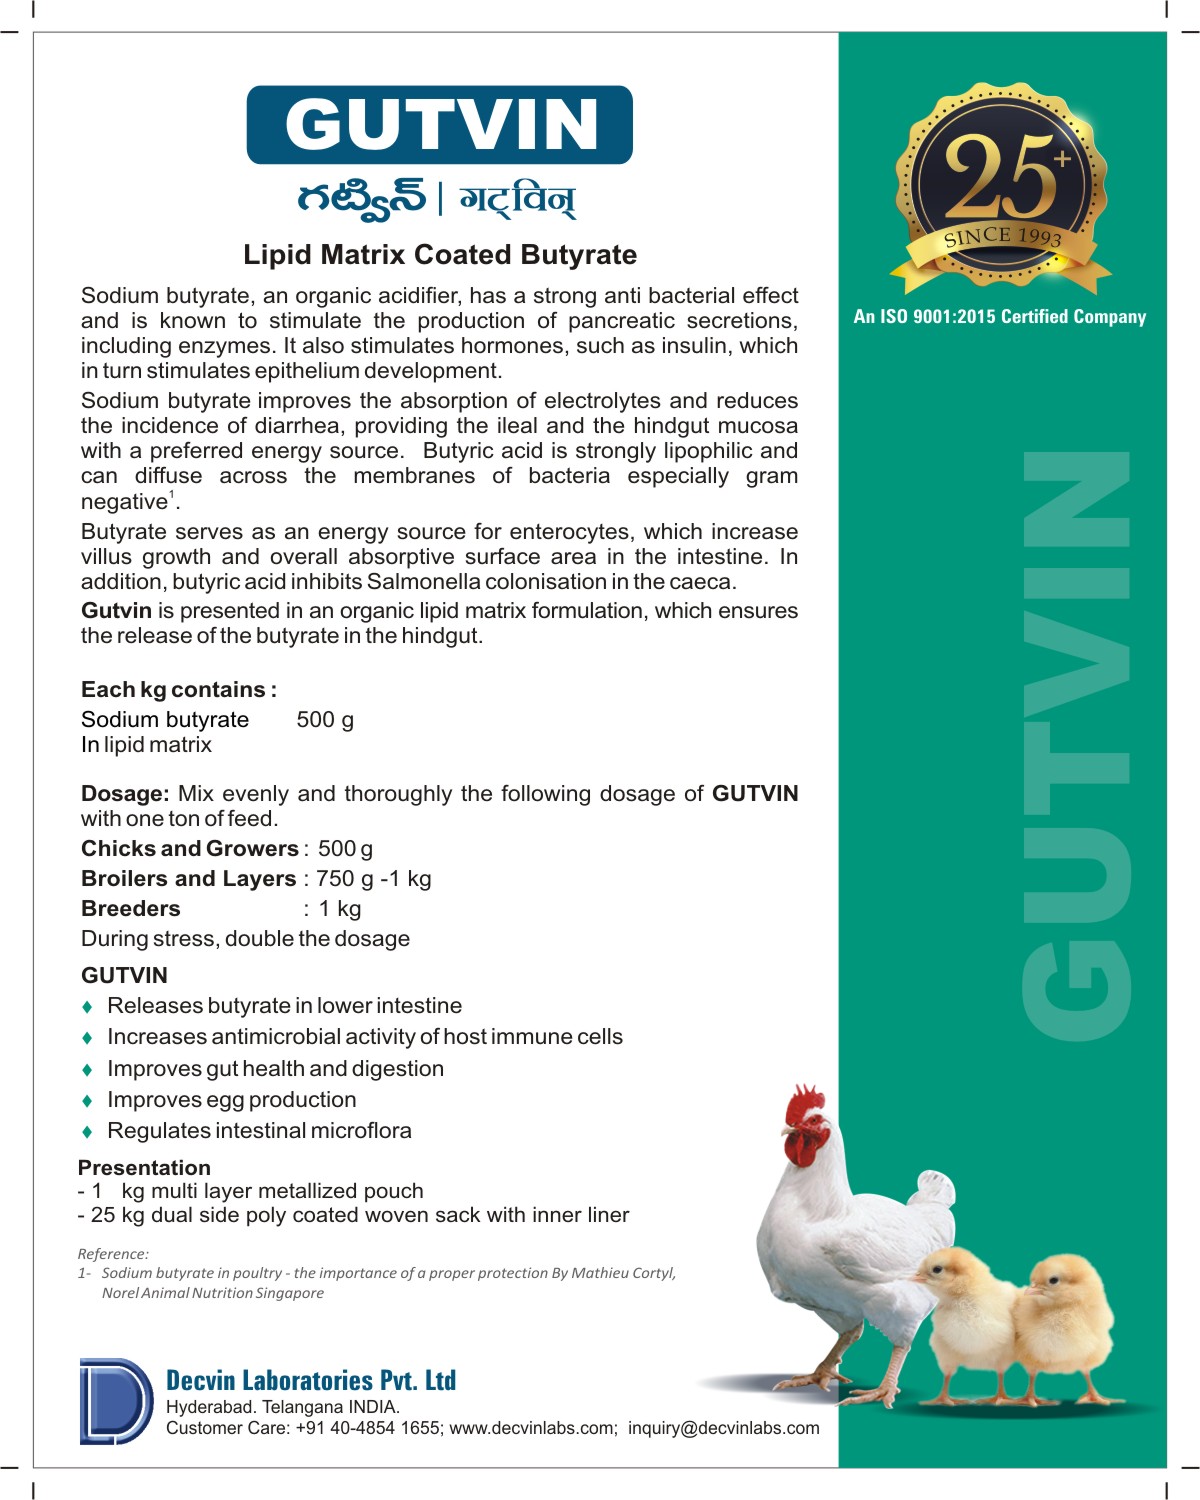 GUTVIN
గట్విన్ | गट्विन्
Lipid Matrix Coated Butyrate
Sodium butyrate, an organic acidifier, has a strong anti bacterial effect
and is known to stimulate the production of pancreatic secretions,
including enzymes. It also stimulates hormones, such as insulin, which
in turn stimulates epithelium development.
Sodium butyrate improves the absorption of electrolytes and reduces
the incidence of diarrhea, providing the ileal and the hindgut mucosa
with a preferred energy source. Butyric acid is strongly lipophilic and
can diffuse across the membranes of bacteria especially gram
negative¹.
Butyrate serves as an energy source for enterocytes, which increase
villus growth and overall absorptive surface area in the intestine. In
addition, butyric acid inhibits Salmonella colonisation in the caeca.
Gutvin is presented in an organic lipid matrix formulation, which ensures
the release of the butyrate in the hindgut.
Each kg contains :
Sodium butyrate 500 g
In lipid matrix
Dosage: Mix evenly and thoroughly the following dosage of GUTVIN
with one ton of feed.
Chicks and Growers : 500 g
Broilers and Layers : 750 g -1 kg
Breeders : 1 kg
During stress, double the dosage
GUTVIN
♦ Releases butyrate in lower intestine
♦ Increases antimicrobial activity of host immune cells
♦ Improves gut health and digestion
♦ Improves egg production
♦ Regulates intestinal microflora
Presentation
- 1 kg multi layer metallized pouch
- 25 kg dual side poly coated woven sack with inner liner
Reference:
1- Sodium butyrate in poultry - the importance of a proper protection By Mathieu Cortyl,
Norel Animal Nutrition Singapore
Decvin Laboratories Pvt. Ltd
Hyderabad. Telangana INDIA.
Customer Care: +91 40-4854 1655; www.decvinlabs.com; inquiry@decvinlabs.com
25+
SINCE 1993
An ISO 9001:2015 Certified Company
GUTVIN